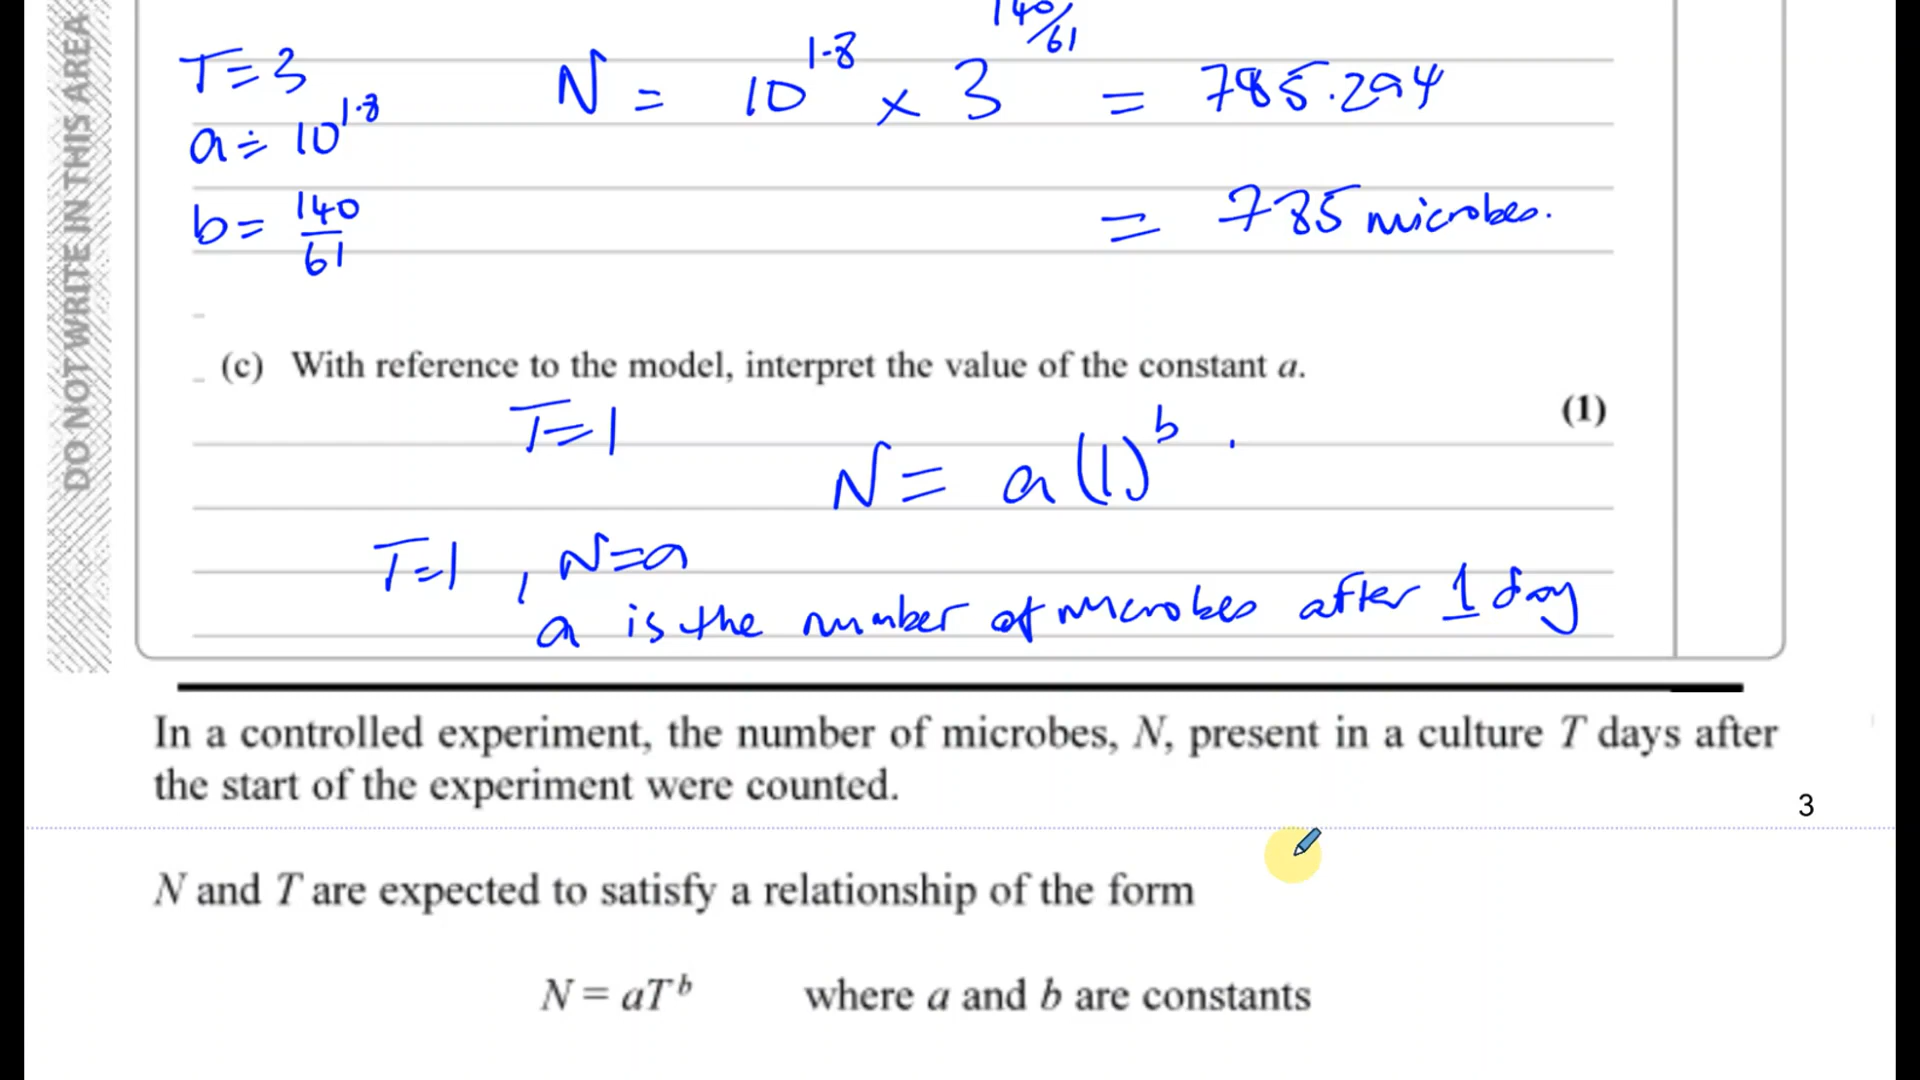 140/61
T=3 N = 10^1.8 × 3 = 785.294
a = 10^1.8
b = 140/61 = 785 microbes.
DO NOT WRITE IN THIS AREA
(c) With reference to the model, interpret the value of the constant a.
(1)
T=1
N = a(1)^b .
T=1 , N=a
a is the number of microbes after 1 day
In a controlled experiment, the number of microbes, N, present in a culture T days after
the start of the experiment were counted.
3
N and T are expected to satisfy a relationship of the form
N = aT^b where a and b are constants